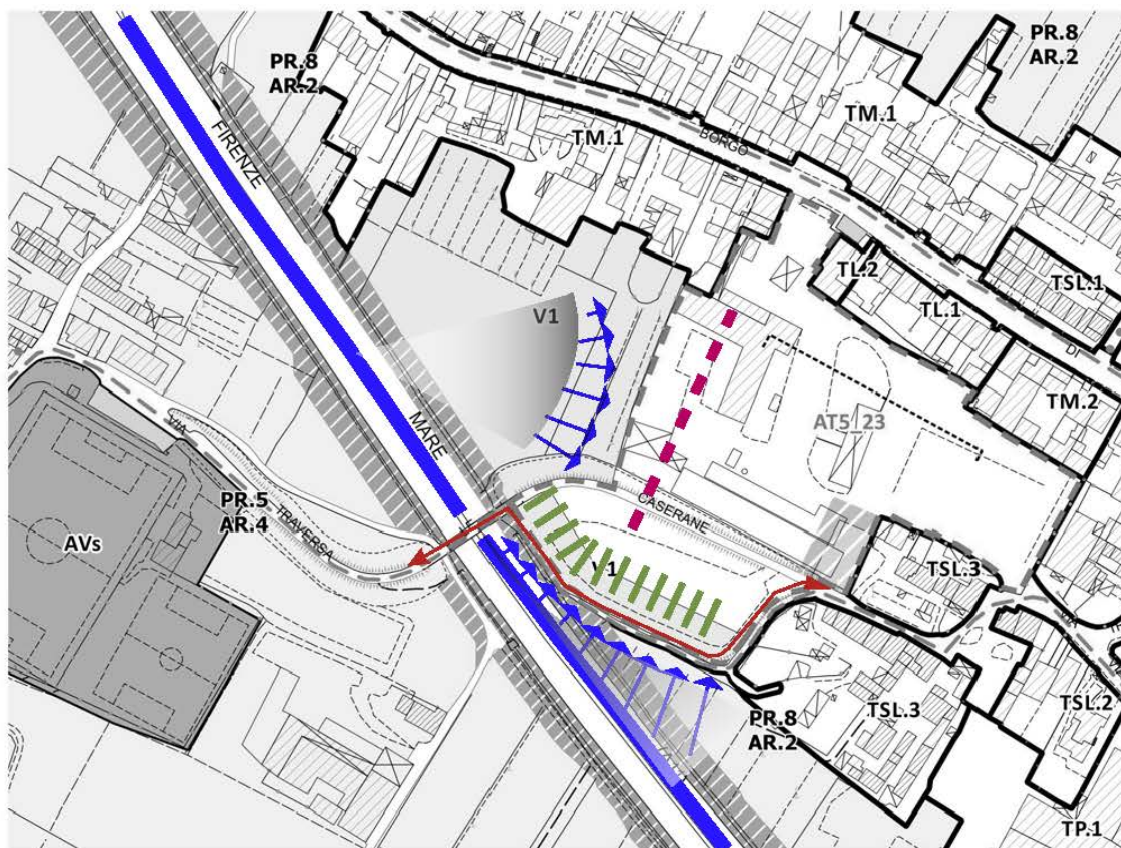 PR.8
AR.2
PR.8
AR.2
FIRENZE
TM.1
BORGO
TM.1
TL.2
TSL.1
TL.1
DI
V1
TM.2
MARE
AT5_23
VIA
PR.5
AR.4
TRAVERSA
CASERANE
AVs
V1
TSL.3
PR.8
AR.2
TSL.3
TSL.2
TP.1